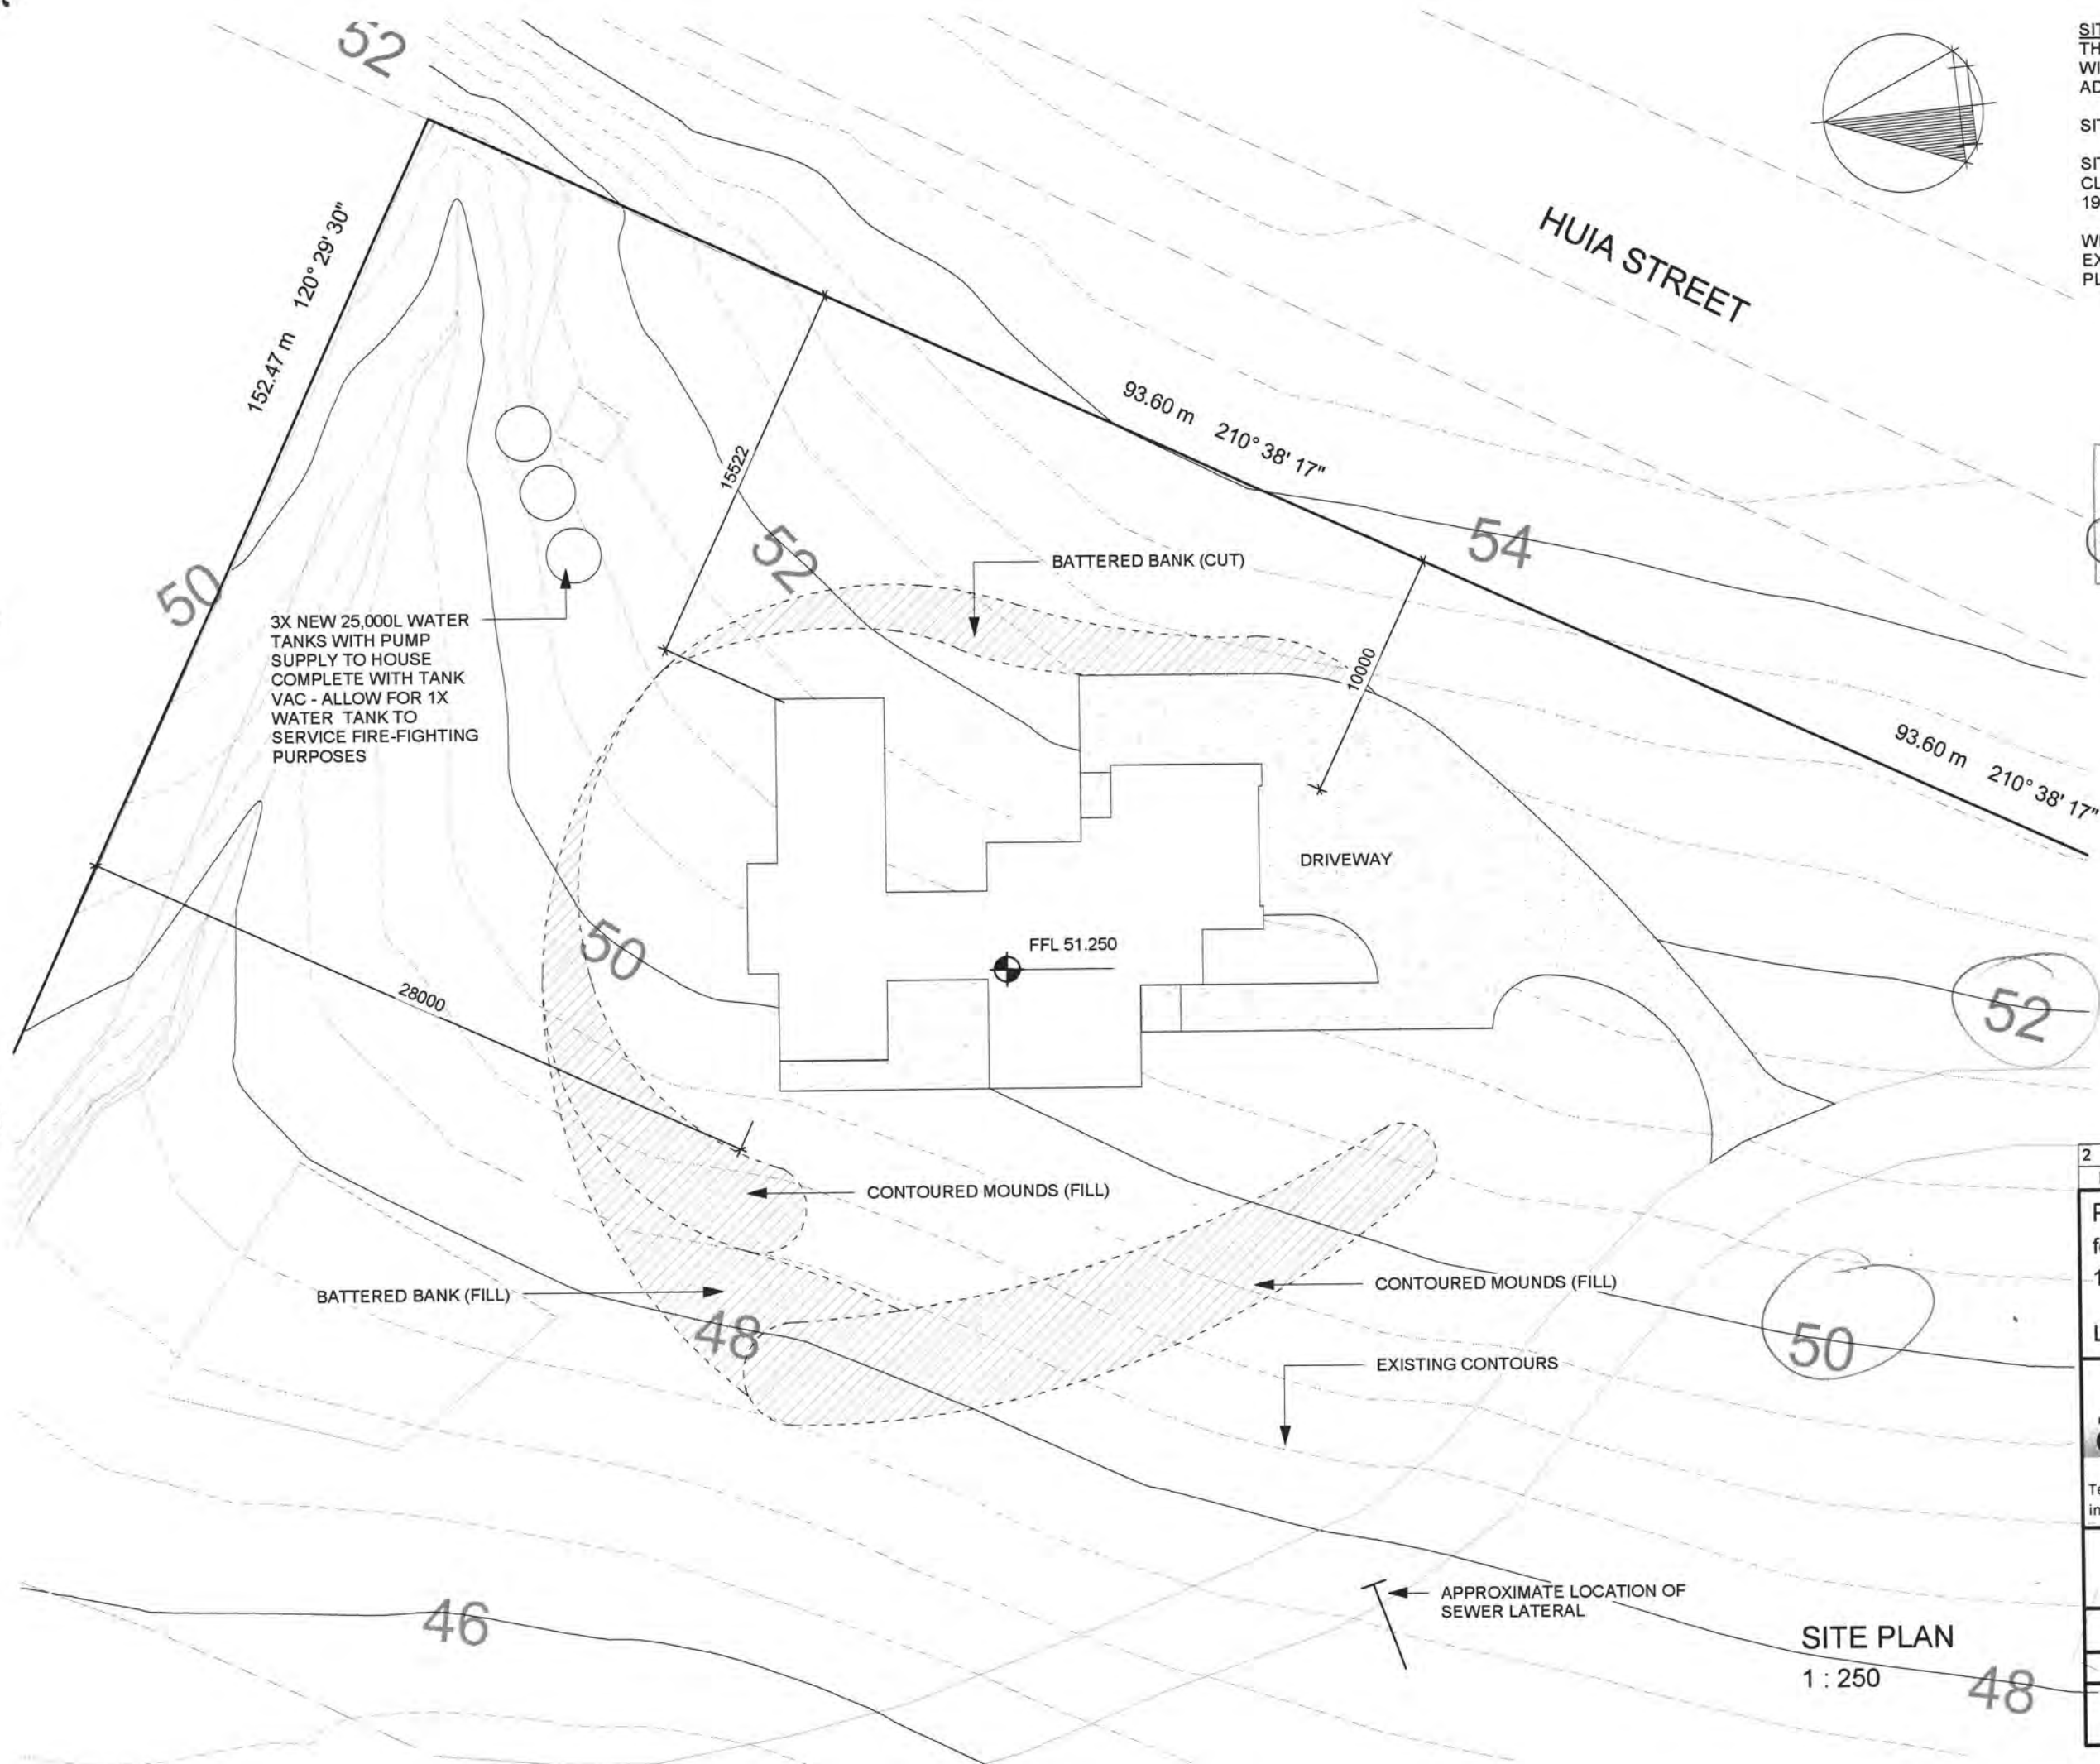 52
SITE PLAN
1 : 250
HUIA STREET
152.47 m 120° 29' 30"
93.60 m 210° 38' 17"
93.60 m 210° 38' 17"
15522
10000
28000
54
52
50
BATTERED BANK (CUT)
3X NEW 25,000L WATER
TANKS WITH PUMP
SUPPLY TO HOUSE
COMPLETE WITH TANK
VAC - ALLOW FOR 1X
WATER TANK TO
SERVICE FIRE-FIGHTING
PURPOSES
DRIVEWAY
FFL 51.250
50
52
CONTOURED MOUNDS (FILL)
BATTERED BANK (FILL)
CONTOURED MOUNDS (FILL)
48
50
EXISTING CONTOURS
APPROXIMATE LOCATION OF
SEWER LATERAL
46
48
2